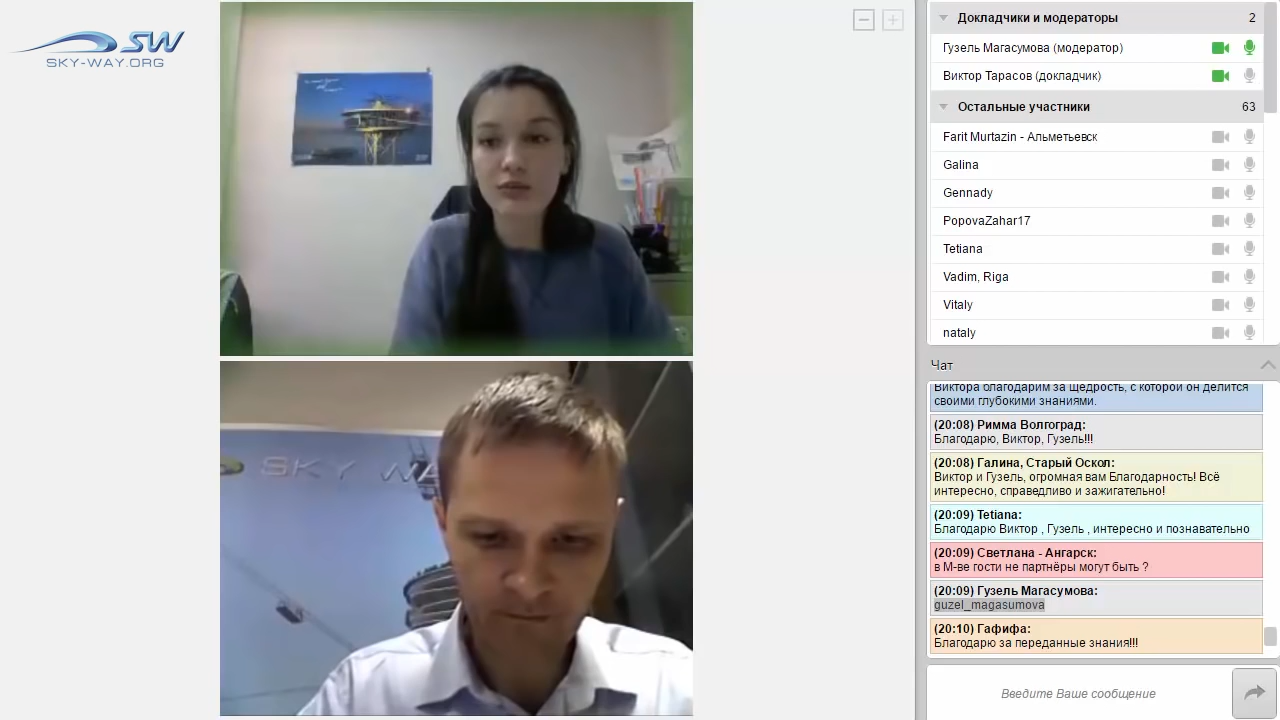 SW
SKY-WAY.ORG
SKY WA
Докладчики и модераторы 2
Гузель Магасумова (модератор)
Виктор Тарасов (докладчик)
Остальные участники 63
Farit Murtazin - Альметьевск
Galina
Gennady
PopovaZahar17
Tetiana
Vadim, Riga
Vitaly
nataly
Чат
Виктора благодарим за щедрость, с которой он делится
своими глубокими знаниями.
(20:08) Римма Волгоград:
Благодарю, Виктор, Гузель!!!
(20:08) Галина, Старый Оскол:
Виктор и Гузель, огромная вам Благодарность! Всё
интересно, справедливо и зажигательно!
(20:09) Tetiana:
Благодарю Виктор , Гузель , интересно и познавательно
(20:09) Светлана - Ангарск:
в М-ве гости не партнёры могут быть ?
(20:09) Гузель Магасумова:
guzel_magasumova
(20:10) Гафифа:
Благодарю за переданные знания!!!
Введите Ваше сообщение